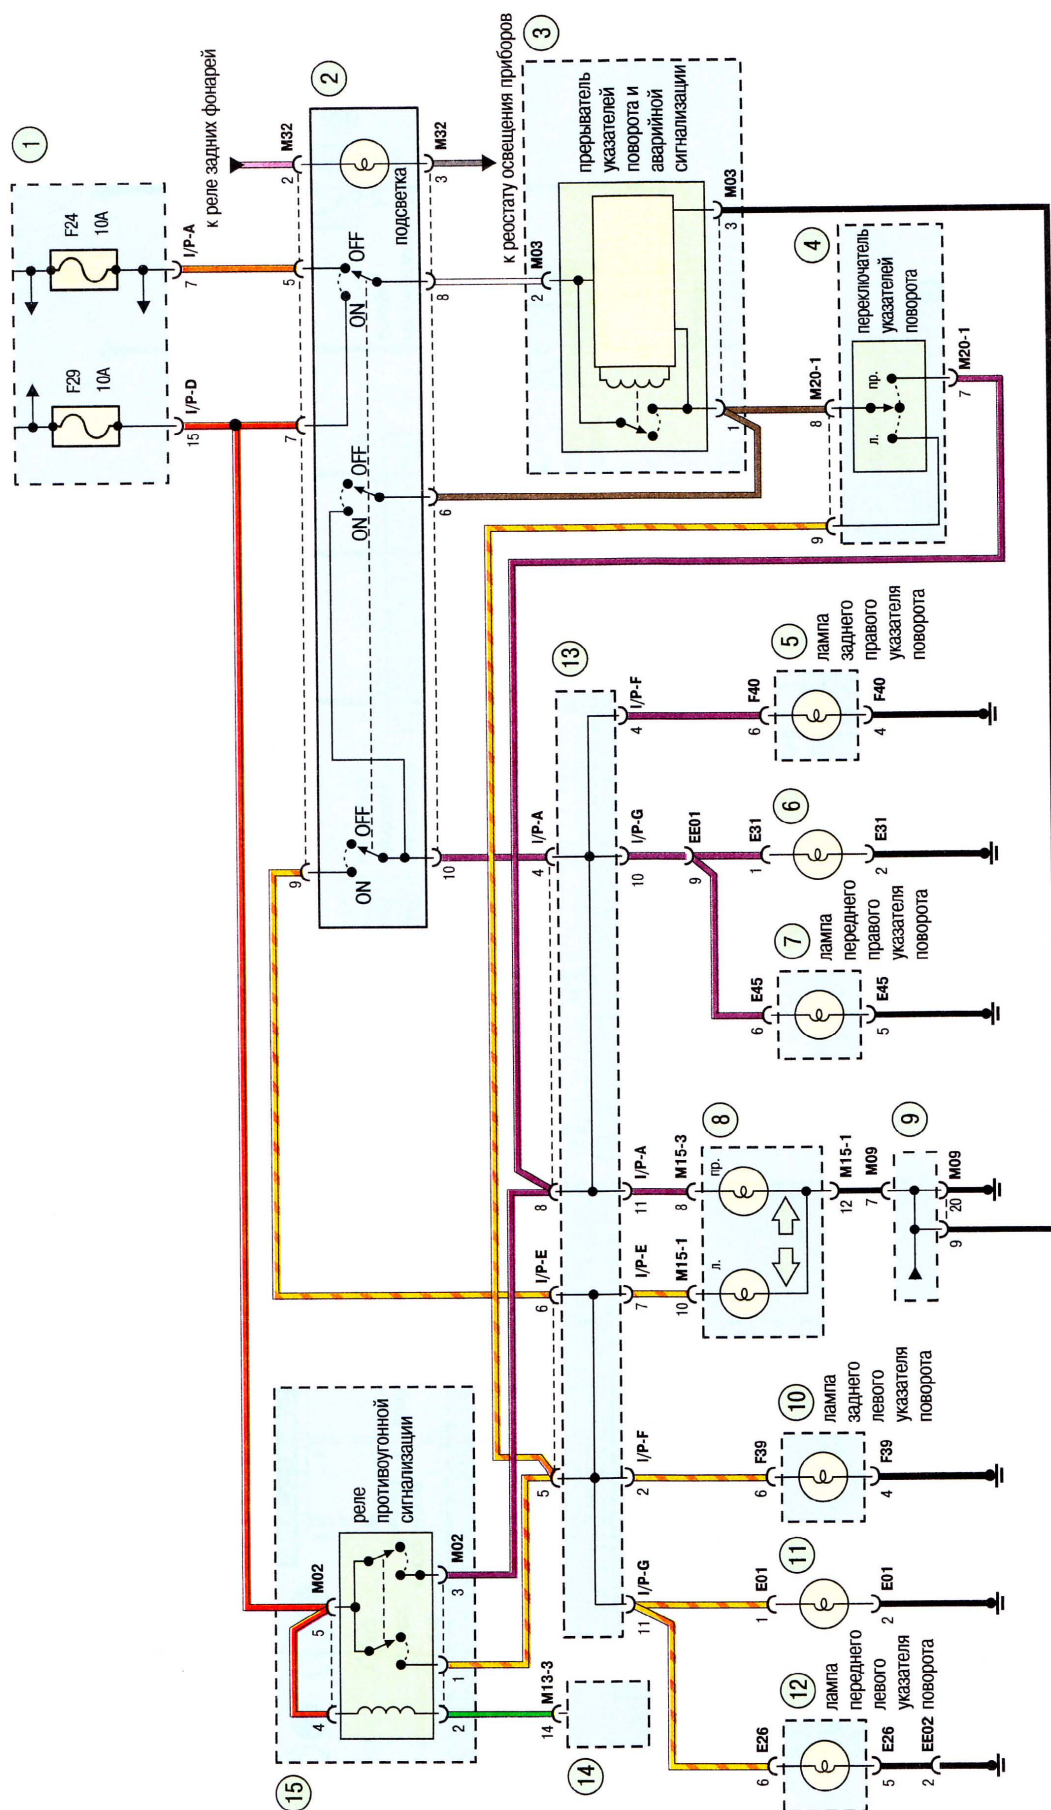 1
F29
10A
F24
10A
15
I/P-D
7
I/P-A
к реле задних фонарей
2
2
M32
9
7
5
ON
OFF
ON
OFF
ON
OFF
подсветка
10
6
8
3
M32
к реостату освещения приборов
3
2
M03
прерыватель
указателей
поворота и
аварийной
сигнализации
1
3
M03
4
8
M20-1
9
переключатель
указателей
поворота
л.
пр.
7
M20-1
15
M02
4
5
реле
противоугонной
сигнализации
2
1
3
M02
14
M13-3
14
13
5
6
I/P-E
8
4
I/P-A
11
I/P-G
2
I/P-F
7
I/P-E
11
I/P-A
10
I/P-G
4
I/P-F
9
EE01
12
6
E26
лампа
переднего
левого
указателя
поворота
5
E26
2
EE02
11
1
E01
2
E01
10
6
F39
лампа
заднего
левого
указателя
поворота
4
F39
8
10
M15-1
8
M15-3
л.
пр.
12
M15-1
7
M09
9
9
20
M09
7
6
E45
лампа
переднего
правого
указателя
поворота
5
E45
6
1
E31
2
E31
5
6
F40
лампа
заднего
правого
указателя
поворота
4
F40